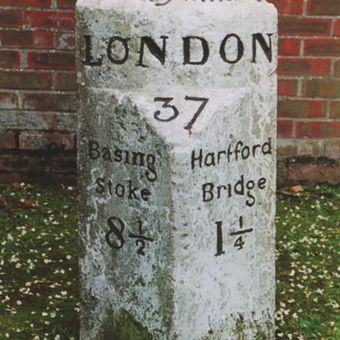 LONDON
37
Basing
Stoke
8½
Hartford
Bridge
1¼